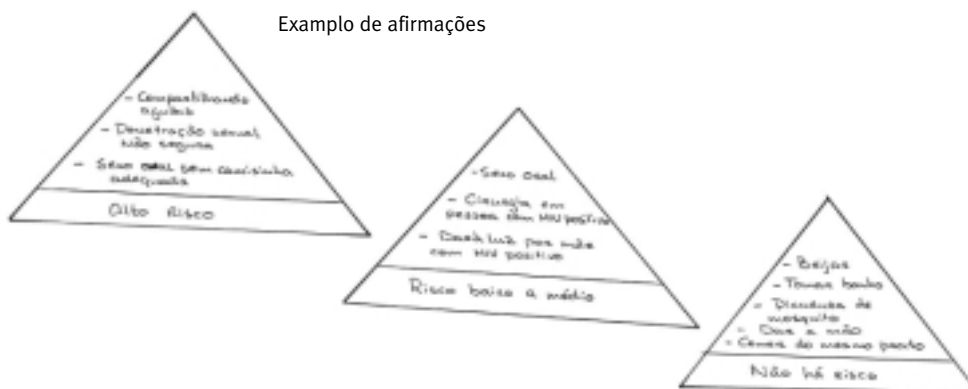 Examplo de afirmações
- Compartilhando
agulhas
- Penetração sexual
não segura
- Sexo oral sem camisinha
adequada
Alto Risco
- Sexo oral
- Cirurgia em
pessoa com HIV positivo
- Dar à luz por mãe
com HIV positivo
Risco baixo a médio
- Beijos
- Tomar banho
- Picadura de
mosquito
- Dar a mão
- Comer do mesmo prato
Não há risco